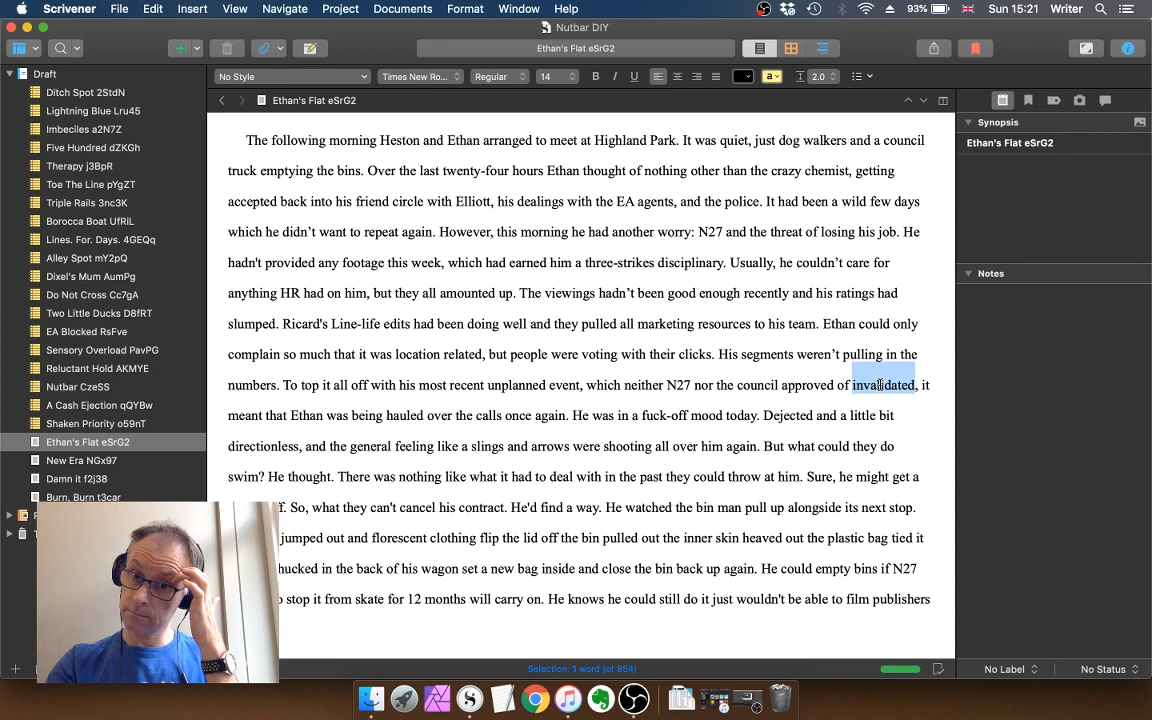 Scrivener File Edit Insert View Navigate Project Documents Format Window Help 93% Sun 15:21 Writer
Nutbar DIY
Ethan's Flat eSrG2
No Style Times New Ro... Regular 14 B I U a 2.0
Draft
Ethan's Flat eSrG2
Ditch Spot 2StdN
Lightning Blue Lru45
Imbeciles a2N7Z
Five Hundred dZKGh
Therapy j3BpR
Toe The Line pYgZT
Triple Rails 3nc3K
Borocca Boat UfRiL
Lines. For. Days. 4GEQq
Alley Spot mY2pQ
Dixel's Mum AumPg
Do Not Cross Cc7gA
Two Little Ducks D8fRT
EA Blocked RsFve
Sensory Overload PavPG
Reluctant Hold AKMYE
Nutbar CzeSS
A Cash Ejection qQYBw
Shaken Priority o59nT
Ethan's Flat eSrG2
New Era NGx97
Damn it f2j38
Burn, Burn t3car
The following morning Heston and Ethan arranged to meet at Highland Park. It was quiet, just dog walkers and a council
truck emptying the bins. Over the last twenty-four hours Ethan thought of nothing other than the crazy chemist, getting
accepted back into his friend circle with Elliott, his dealings with the EA agents, and the police. It had been a wild few days
which he didn't want to repeat again. However, this morning he had another worry: N27 and the threat of losing his job. He
hadn't provided any footage this week, which had earned him a three-strikes disciplinary. Usually, he couldn't care for
anything HR had on him, but they all amounted up. The viewings hadn't been good enough recently and his ratings had
slumped. Ricard's Line-life edits had been doing well and they pulled all marketing resources to his team. Ethan could only
complain so much that it was location related, but people were voting with their clicks. His segments weren't pulling in the
numbers. To top it all off with his most recent unplanned event, which neither N27 nor the council approved of invalidated, it
meant that Ethan was being hauled over the calls once again. He was in a fuck-off mood today. Dejected and a little bit
directionless, and the general feeling like a slings and arrows were shooting all over him again. But what could they do
swim? He thought. There was nothing like what it had to deal with in the past they could throw at him. Sure, he might get a
f. So, what they can't cancel his contract. He'd find a way. He watched the bin man pull up alongside its next stop.
jumped out and florescent clothing flip the lid off the bin pulled out the inner skin heaved out the plastic bag tied it
hucked in the back of his wagon set a new bag inside and close the bin back up again. He could empty bins if N27
stop it from skate for 12 months will carry on. He knows he could still do it just wouldn't be able to film publishers
Selection: 1 word (of 854)
Synopsis
Ethan's Flat eSrG2
Notes
No Label No Status